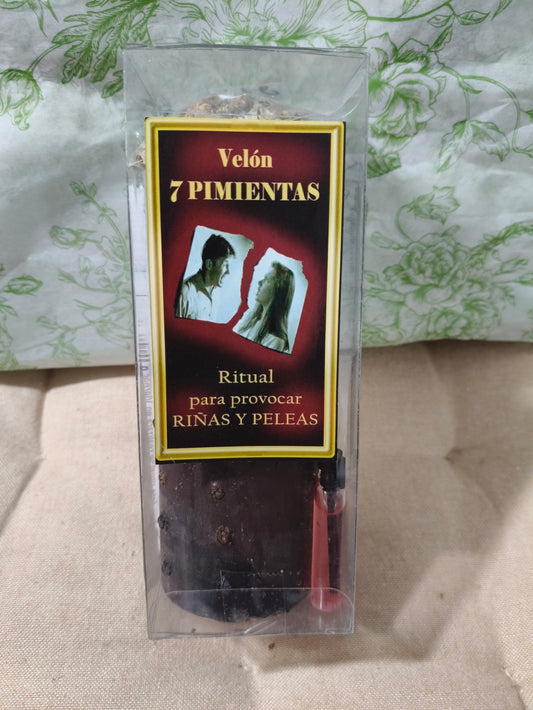 Velón
7 PIMIENTAS
Ritual
para provocar
RIÑAS Y PELEAS